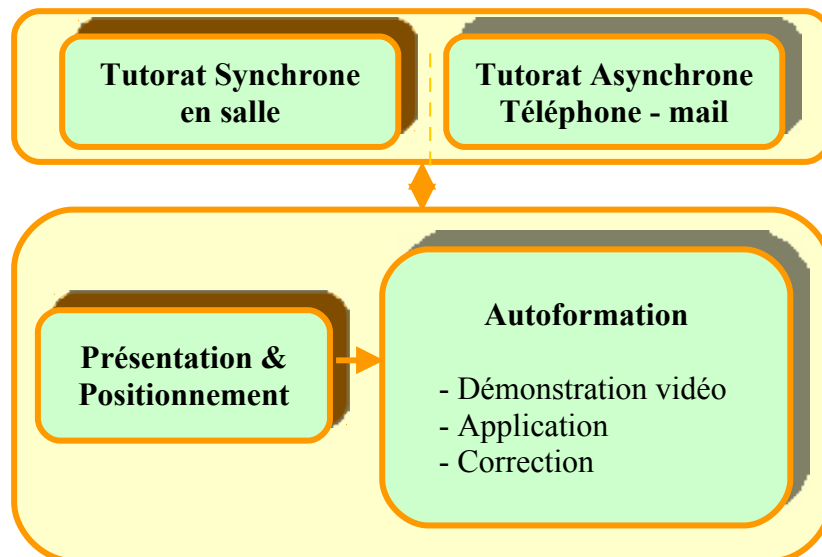 Tutorat Synchrone
en salle
Tutorat Asynchrone
Téléphone - mail
Présentation &
Positionnement
Autoformation
- Démonstration vidéo
- Application
- Correction